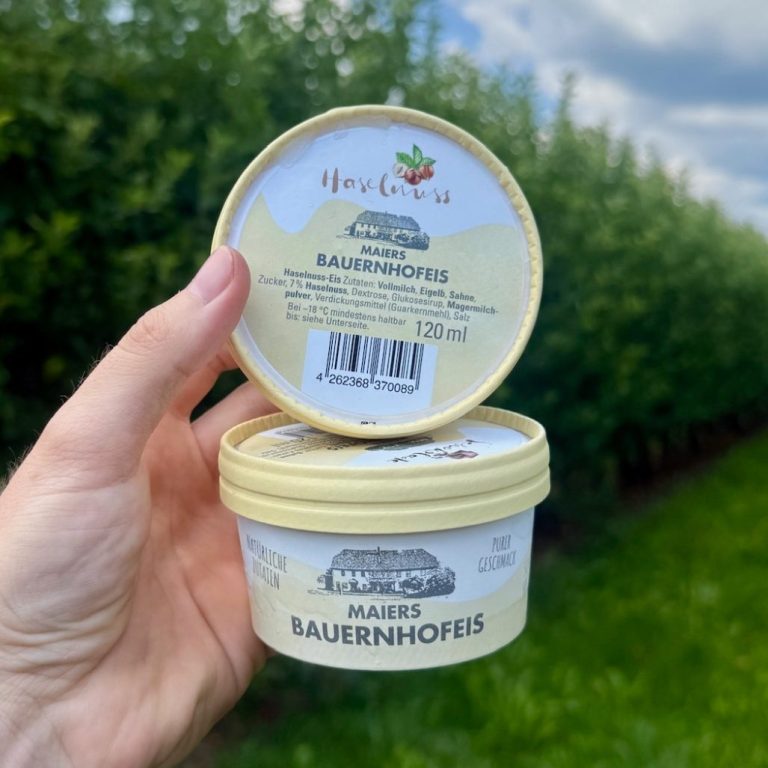 Haselnuss
MAIERS
BAUERNHOFEIS
Haselnuss-Eis Zutaten: Vollmilch, Eigelb, Sahne,
Zucker, 7 % Haselnuss, Dextrose, Glukosesirup, Magermilch-
pulver, Verdickungsmittel (Guarkernmehl), Salz
Bei –18 °C mindestens haltbar
bis: siehe Unterseite.
120 ml
4 262368 370089
NATÜRLICHE
ZUTATEN
PURER
GESCHMACK
MAIERS
BAUERNHOFEIS